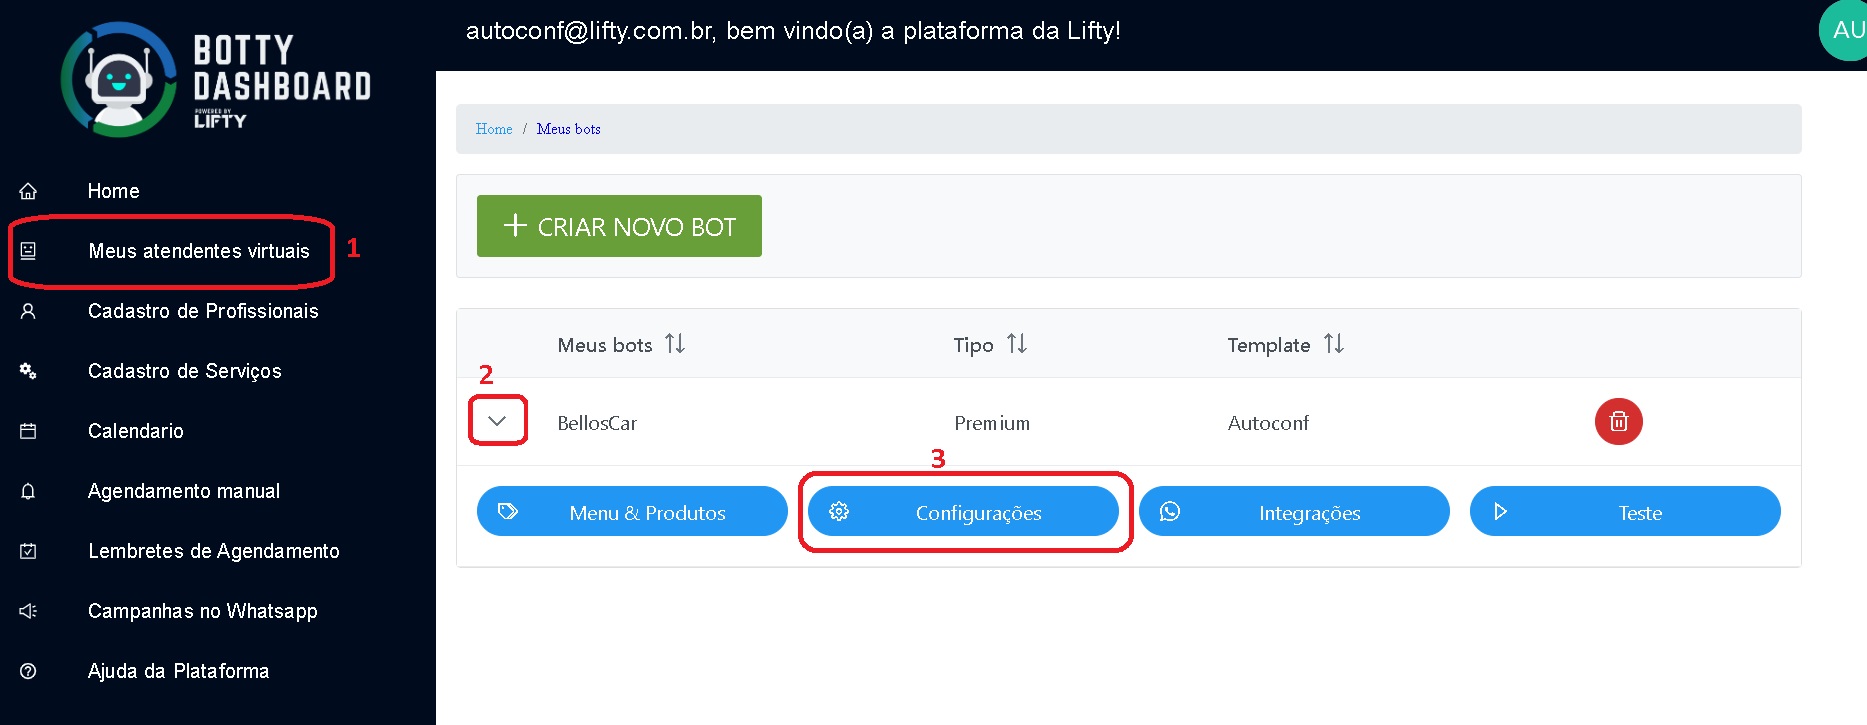 BOTTY
DASHBOARD
POWERED BY
LIFTY
autoconf@lifty.com.br, bem vindo(a) a plataforma da Lifty!
AU
Home
Meus atendentes virtuais
1
Cadastro de Profissionais
Cadastro de Serviços
Calendario
Agendamento manual
Lembretes de Agendamento
Campanhas no Whatsapp
Ajuda da Plataforma
Home / Meus bots
+ CRIAR NOVO BOT
Meus bots Tipo Template
2
BellosCar Premium Autoconf
3
Menu & Produtos Configurações Integrações Teste